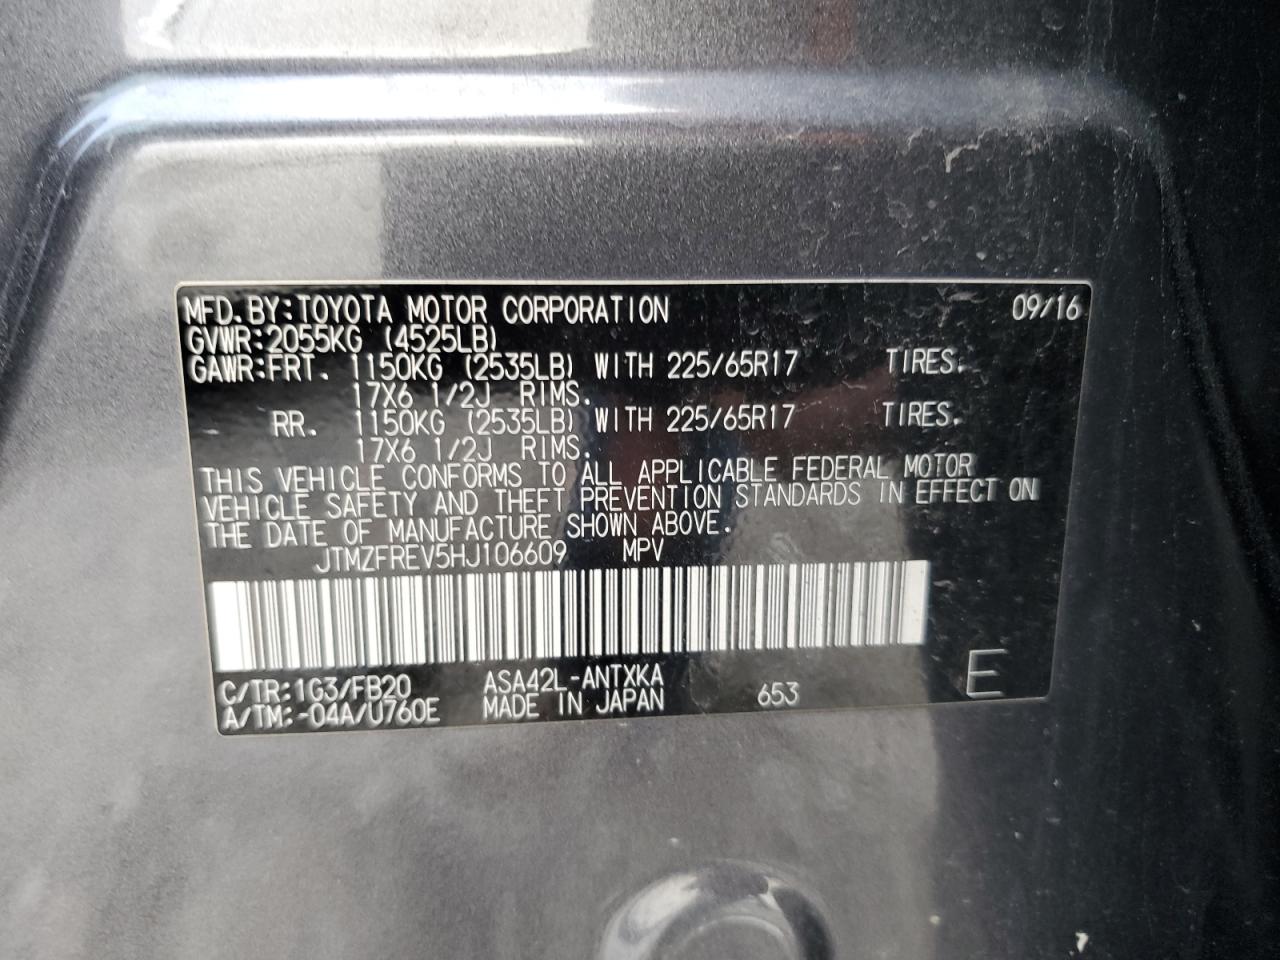 MFD. BY: TOYOTA MOTOR CORPORATION 09/16
GVWR: 2055KG (4525LB)
GAWR: FRT. 1150KG (2535LB) WITH 225/65R17 TIRES.
17X6 1/2J RIMS.
RR. 1150KG (2535LB) WITH 225/65R17 TIRES.
17X6 1/2J RIMS.
THIS VEHICLE CONFORMS TO ALL APPLICABLE FEDERAL MOTOR
VEHICLE SAFETY AND THEFT PREVENTION STANDARDS IN EFFECT ON
THE DATE OF MANUFACTURE SHOWN ABOVE.
JTMZFREV5HJ106609 MPV
C/TR: 1G3/FB20 ASA42L-ANTXKA
A/TM: -04A/U760E MADE IN JAPAN 653 E